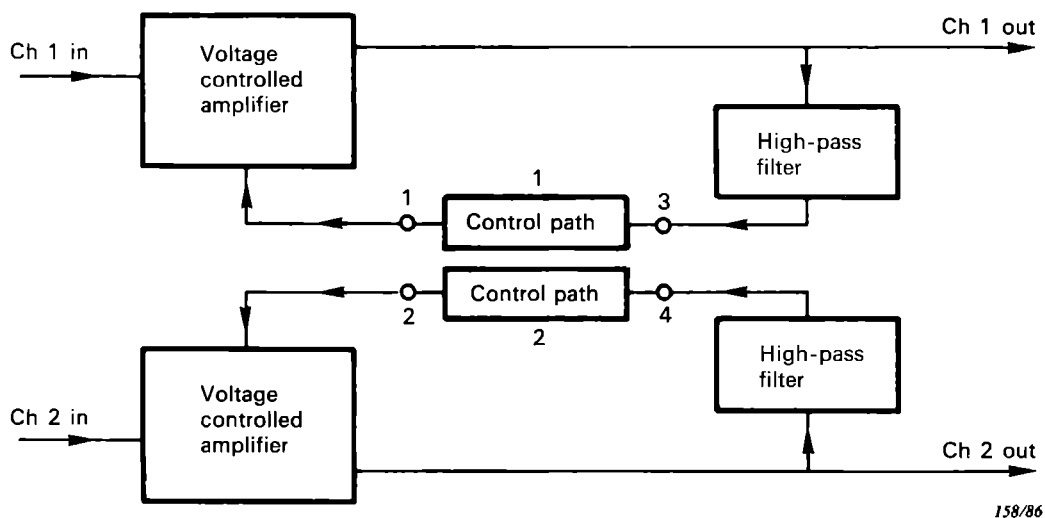 Ch 1 in
Voltage
controlled
amplifier
Ch 1 out
High-pass
filter
1
1
Control path
3
2
Control path
2
4
High-pass
filter
Ch 2 in
Voltage
controlled
amplifier
Ch 2 out
158/86